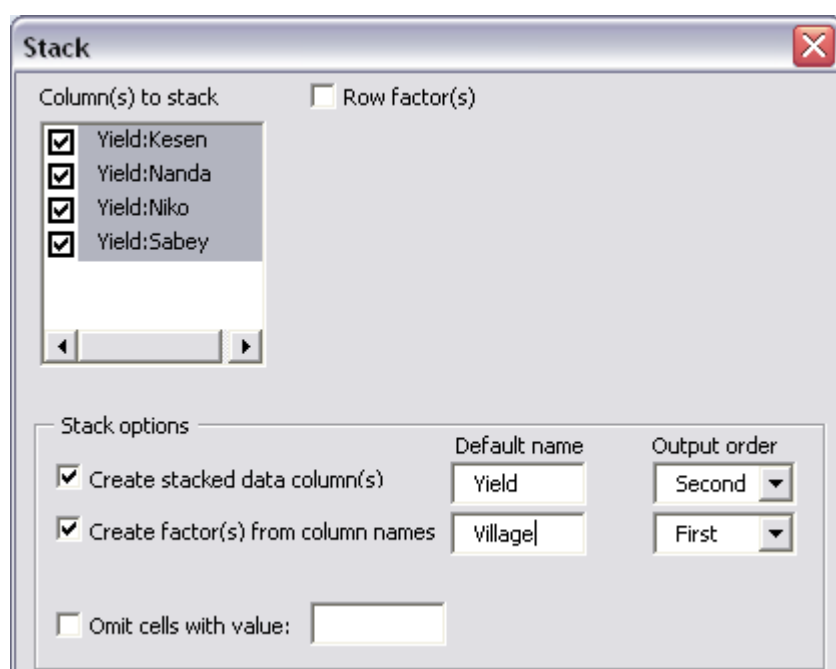 Stack
Column(s) to stack
Row factor(s)
Yield:Kesen
Yield:Nanda
Yield:Niko
Yield:Sabey
Stack options
Default name
Output order
Create stacked data column(s)
Yield
Second
Create factor(s) from column names
Village
First
Omit cells with value: